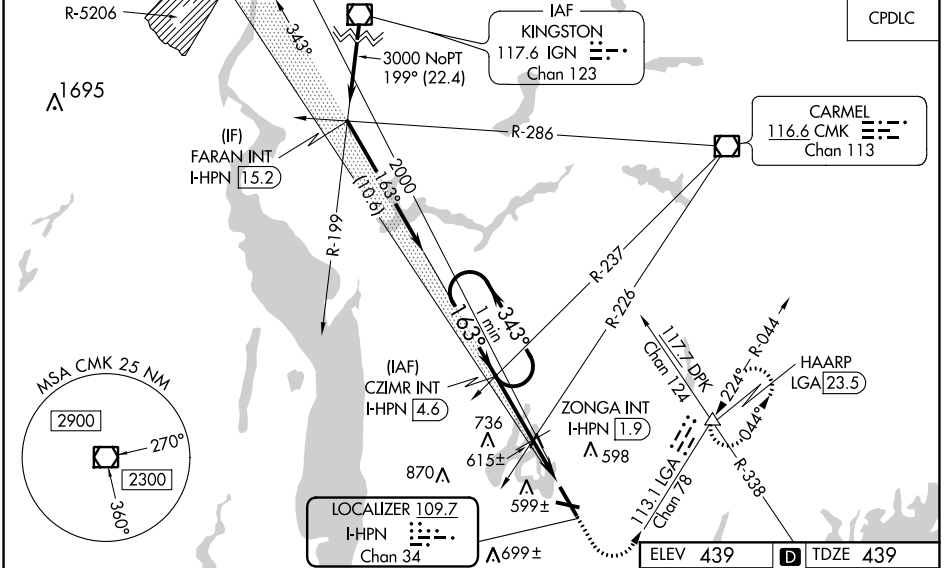 R-5206
343°
IAF
KINGSTON
117.6 IGN
Chan 123
CPDLC
3000 NoPT
199° (22.4)
1695
(IF)
FARAN INT
I-HPN 15.2
R-286
CARMEL
116.6 CMK
Chan 113
2000
163°
(10.6)
R-199
R-237
R-226
163°
1 min
343°
MSA CMK 25 NM
2900
270°
2300
360°
(IAF)
CZIMR INT
I-HPN 4.6
736
615±
870
599±
ZONGA INT
I-HPN 1.9
598
117.7 DPK
Chan 124
224°
R-044
044°
HAARP
LGA 23.5
113.1 LGA
Chan 78
R-338
LOCALIZER 109.7
I-HPN
Chan 34
699±
ELEV 439
D
TDZE 439